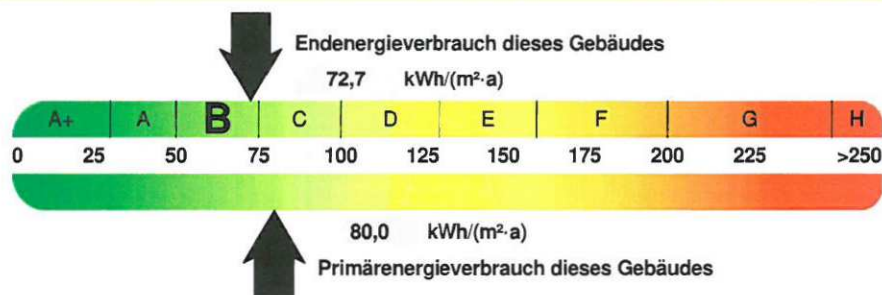 Endenergieverbrauch dieses Gebäudes
72,7 kWh/(m²·a)
A+ A B C D E F G H
0 25 50 75 100 125 150 175 200 225 >250
80,0 kWh/(m²·a)
Primärenergieverbrauch dieses Gebäudes